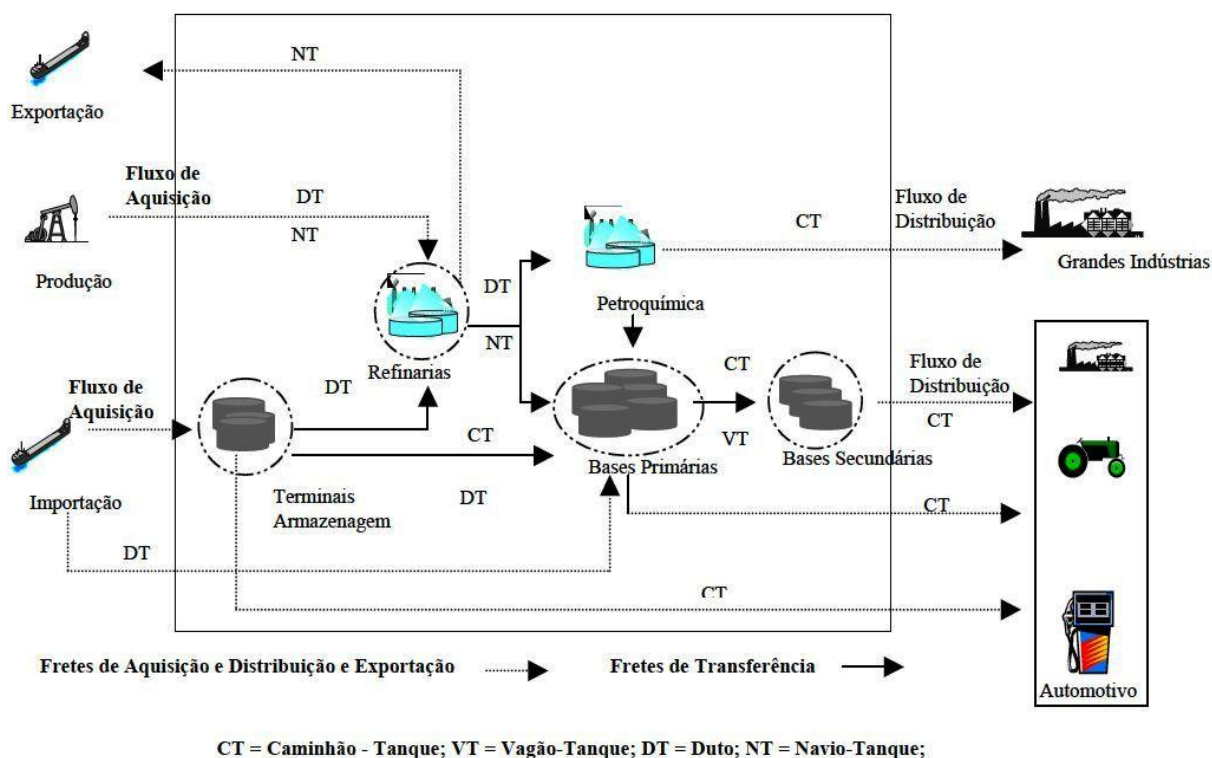 NT
Exportação
Fluxo de
Aquisição
DT
NT
Produção
CT
Fluxo de
Distribuição
Grandes Indústrias
DT
NT
Petroquímica
Refinarias
Fluxo de
Aquisição
DT
CT
VT
Fluxo de
Distribuição
CT
CT
Bases Primárias
Bases Secundárias
Importação
Terminais
Armazenagem
DT
CT
DT
CT
Automotivo
Fretes de Aquisição e Distribuição e Exportação
Fretes de Transferência
CT = Caminhão - Tanque; VT = Vagão-Tanque; DT = Duto; NT = Navio-Tanque;